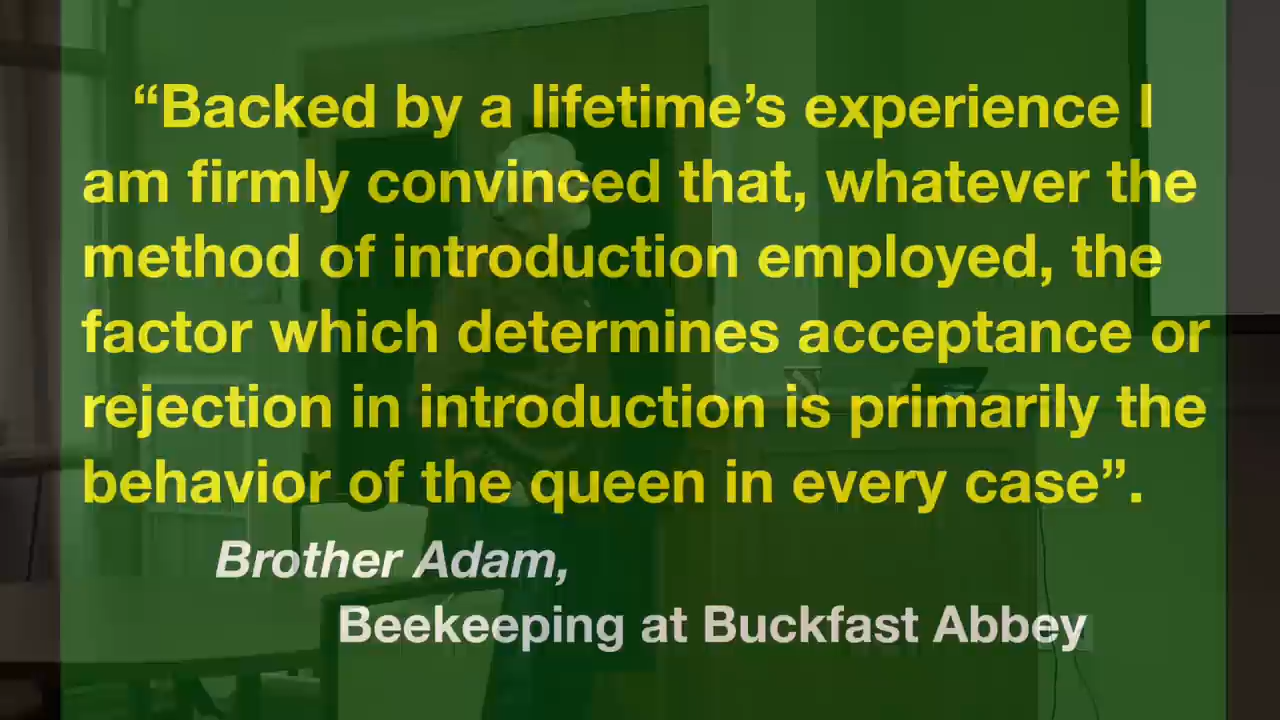 “Backed by a lifetime’s experience I
am firmly convinced that, whatever the
method of introduction employed, the
factor which determines acceptance or
rejection in introduction is primarily the
behavior of the queen in every case”.
Brother Adam,
Beekeeping at Buckfast Abbey